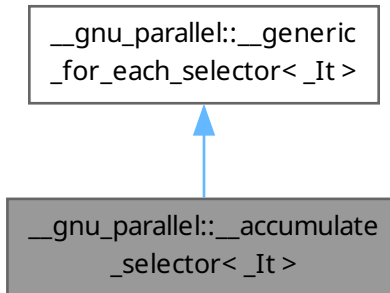 __gnu_parallel::__generic
_for_each_selector< _It >
__gnu_parallel::__accumulate
_selector< _It >